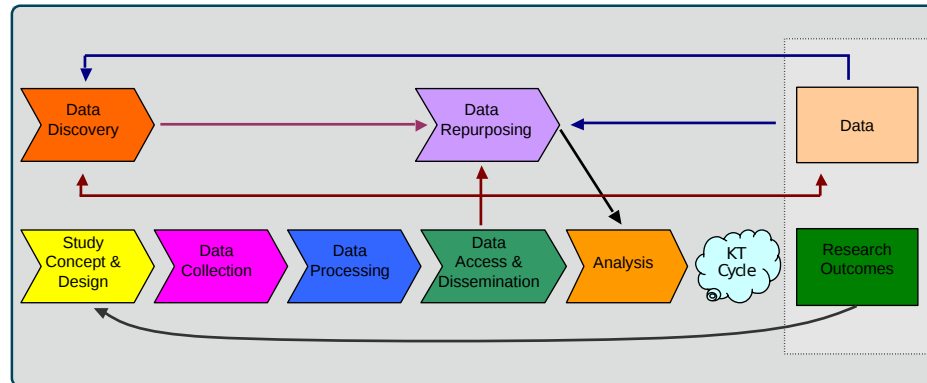 Data
Discovery
Data
Repurposing
Data
Study
Concept &
Design
Data
Collection
Data
Processing
Data
Access &
Dissemination
Analysis
KT
Cycle
Research
Outcomes